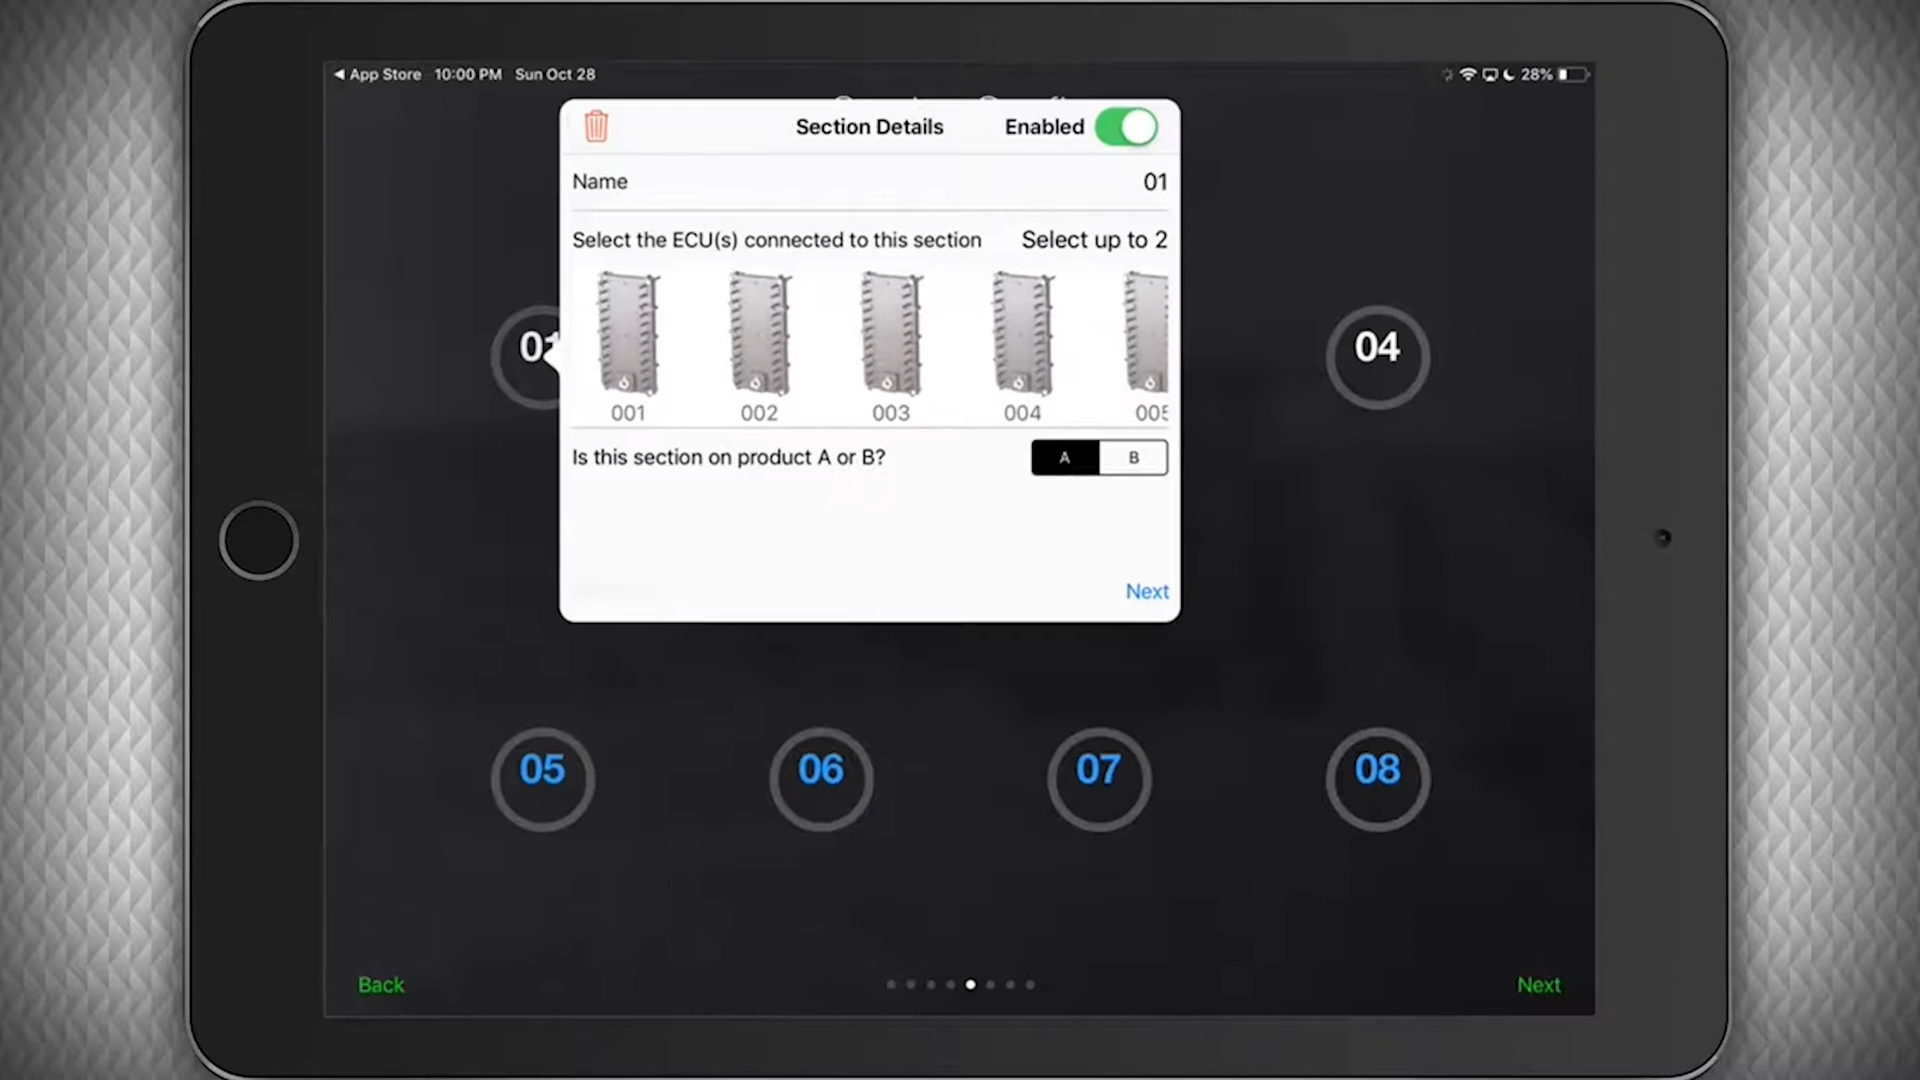 ◀ App Store 10:00 PM Sun Oct 28 28%
Section Details Enabled
Name 01
Select the ECU(s) connected to this section Select up to 2
001 002 003 004 005
Is this section on product A or B? A B
Next
01 04
05 06 07 08
Back Next